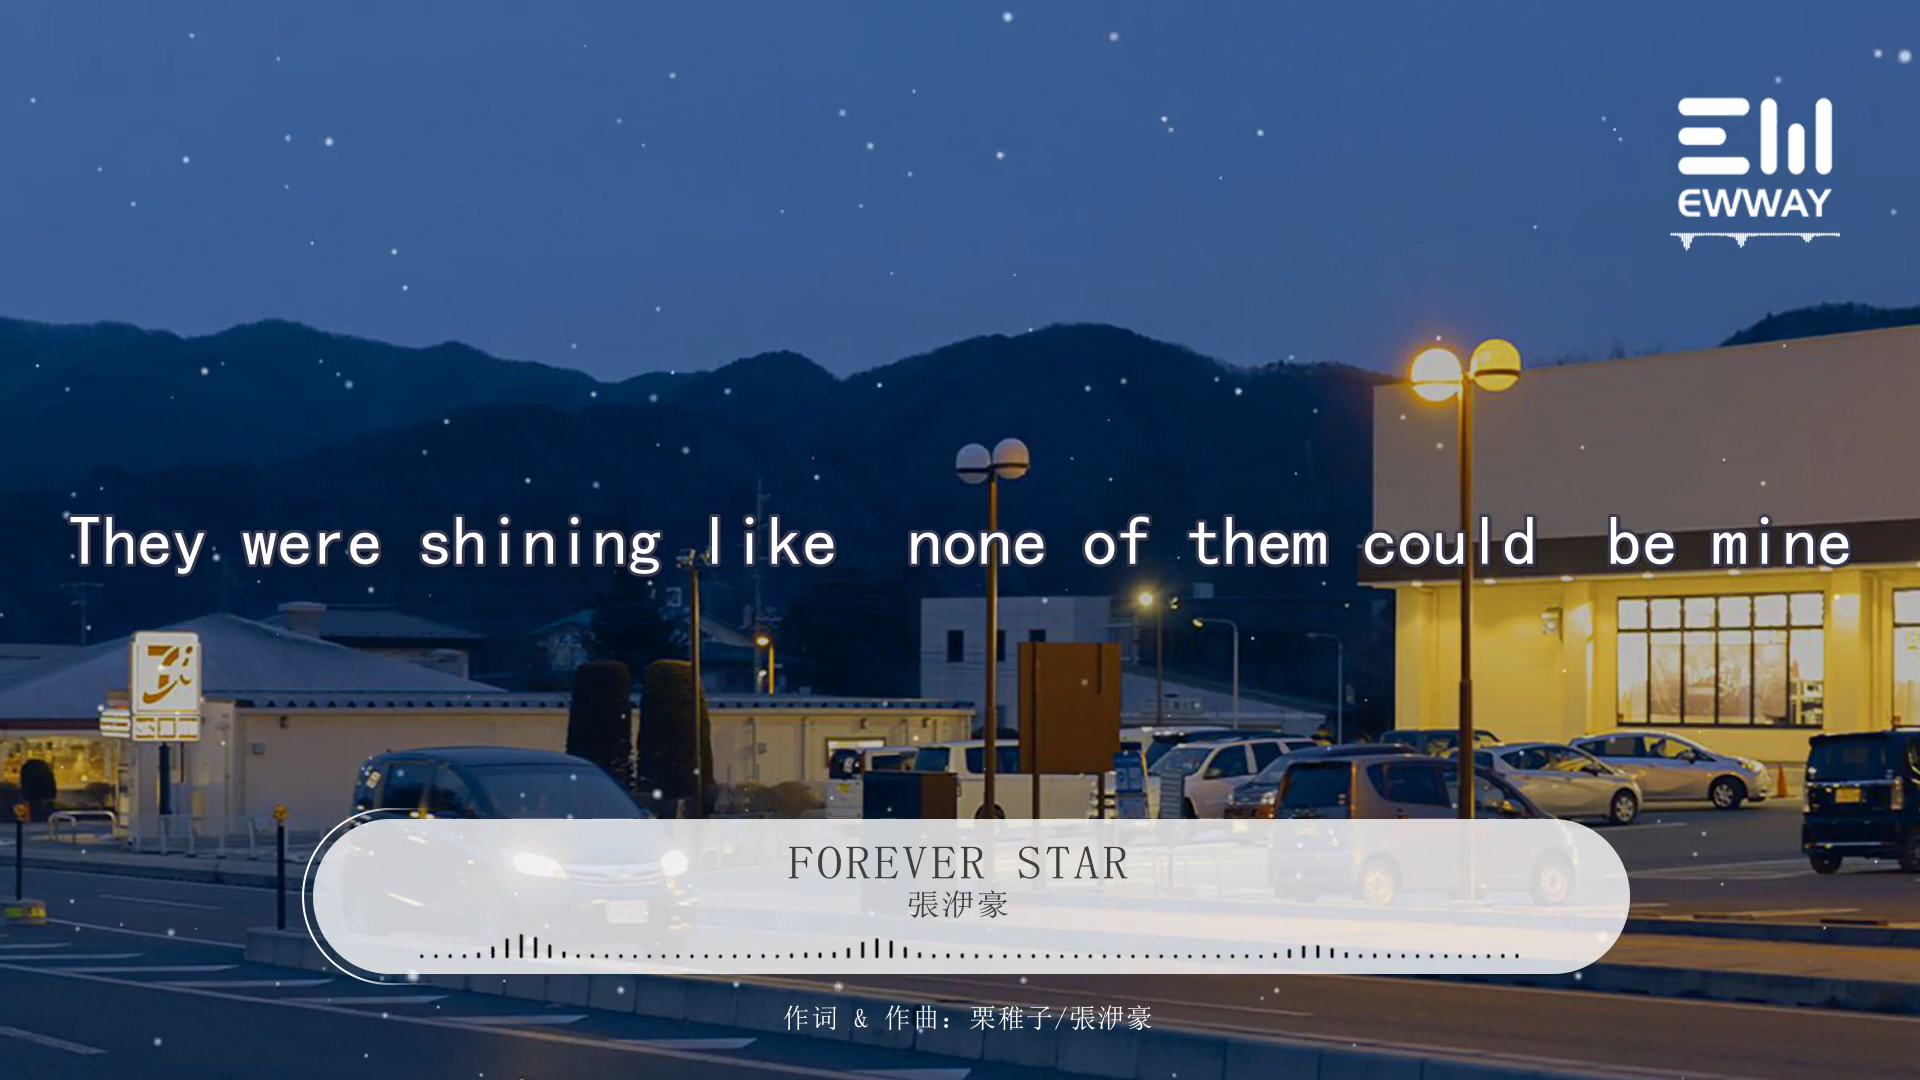 EW
EWWAY
They were shining like none of them could be mine
FOREVER STAR
張洢豪
作词 & 作曲：栗稚子/張洢豪